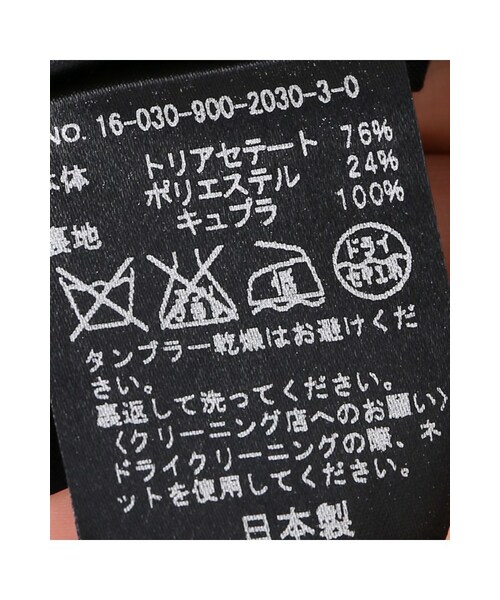 NO. 16-030-900-2030-3-0
本体 トリアセテート 76%
ポリエステル 24%
裏地 キュプラ 100%
ドライ
セキユ系
タンブラー乾燥はお避けくだ
さい。
裏返して洗ってください。
〈クリーニング店へのお願い〉
ドライクリーニングの際、ネ
ットを使用してください。
日本製